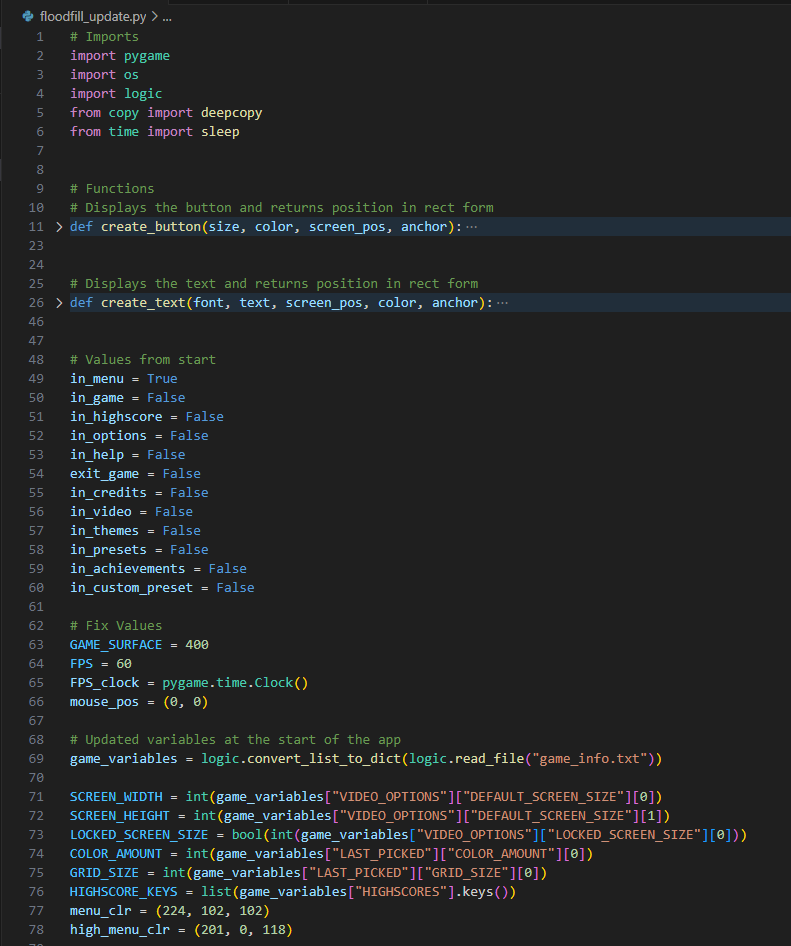 floodfill_update.py > ...
1 # Imports
2 import pygame
3 import os
4 import logic
5 from copy import deepcopy
6 from time import sleep
7
8
9 # Functions
10 # Displays the button and returns position in rect form
11 > def create_button(size, color, screen_pos, anchor): ···
23
24
25 # Displays the text and returns position in rect form
26 > def create_text(font, text, screen_pos, color, anchor): ···
46
47
48 # Values from start
49 in_menu = True
50 in_game = False
51 in_highscore = False
52 in_options = False
53 in_help = False
54 exit_game = False
55 in_credits = False
56 in_video = False
57 in_themes = False
58 in_presets = False
59 in_achievements = False
60 in_custom_preset = False
61
62 # Fix Values
63 GAME_SURFACE = 400
64 FPS = 60
65 FPS_clock = pygame.time.Clock()
66 mouse_pos = (0, 0)
67
68 # Updated variables at the start of the app
69 game_variables = logic.convert_list_to_dict(logic.read_file("game_info.txt"))
70
71 SCREEN_WIDTH = int(game_variables["VIDEO_OPTIONS"]["DEFAULT_SCREEN_SIZE"][0])
72 SCREEN_HEIGHT = int(game_variables["VIDEO_OPTIONS"]["DEFAULT_SCREEN_SIZE"][1])
73 LOCKED_SCREEN_SIZE = bool(int(game_variables["VIDEO_OPTIONS"]["LOCKED_SCREEN_SIZE"][0]))
74 COLOR_AMOUNT = int(game_variables["LAST_PICKED"]["COLOR_AMOUNT"][0])
75 GRID_SIZE = int(game_variables["LAST_PICKED"]["GRID_SIZE"][0])
76 HIGHSCORE_KEYS = list(game_variables["HIGHSCORES"].keys())
77 menu_clr = (224, 102, 102)
78 high_menu_clr = (201, 0, 118)